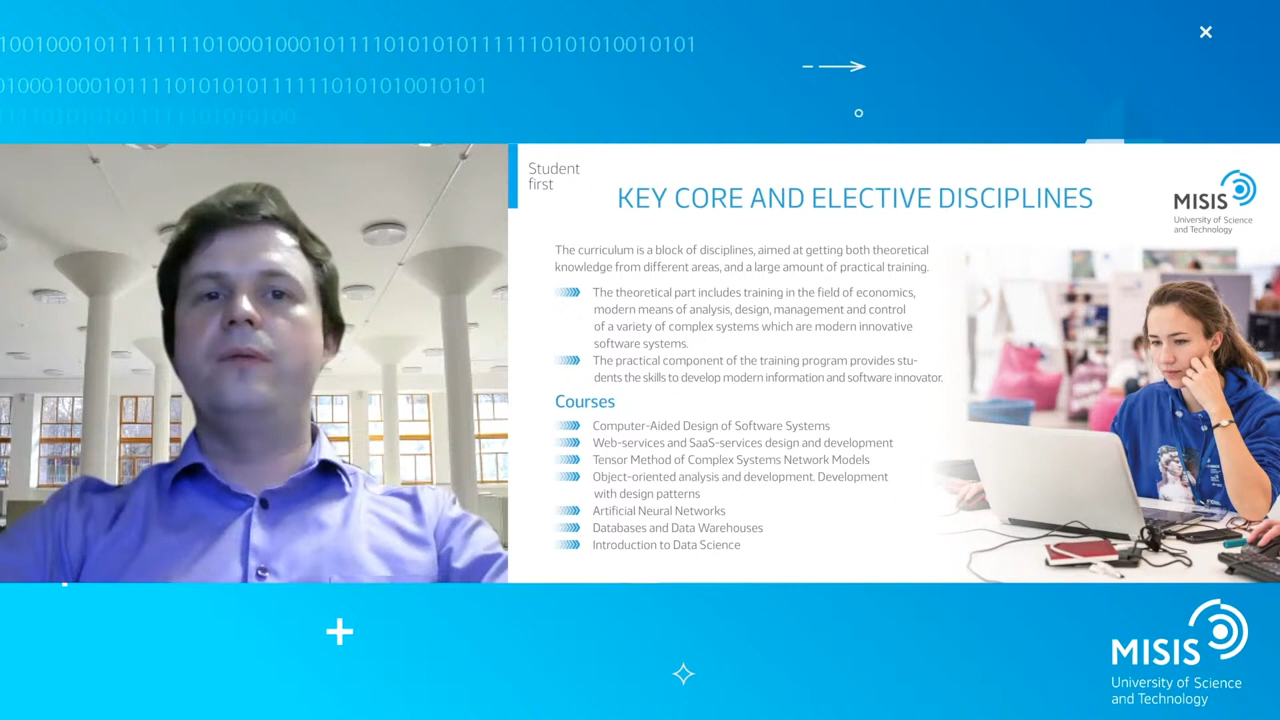 1001000101111111101000100010111101010101111110101010010101
01000100010111101010101111110101010010101
111101010101111110101010100
Student
first
KEY CORE AND ELECTIVE DISCIPLINES
MISIS
University of Science
and Technology
The curriculum is a block of disciplines, aimed at getting both theoretical
knowledge from different areas, and a large amount of practical training.
The theoretical part includes training in the field of economics,
modern means of analysis, design, management and control
of a variety of complex systems which are modern innovative
software systems.
The practical component of the training program provides stu-
dents the skills to develop modern information and software innovator.
Courses
Computer-Aided Design of Software Systems
Web-services and SaaS-services design and development
Tensor Method of Complex Systems Network Models
Object-oriented analysis and development. Development
with design patterns
Artificial Neural Networks
Databases and Data Warehouses
Introduction to Data Science
MISIS
University of Science
and Technology